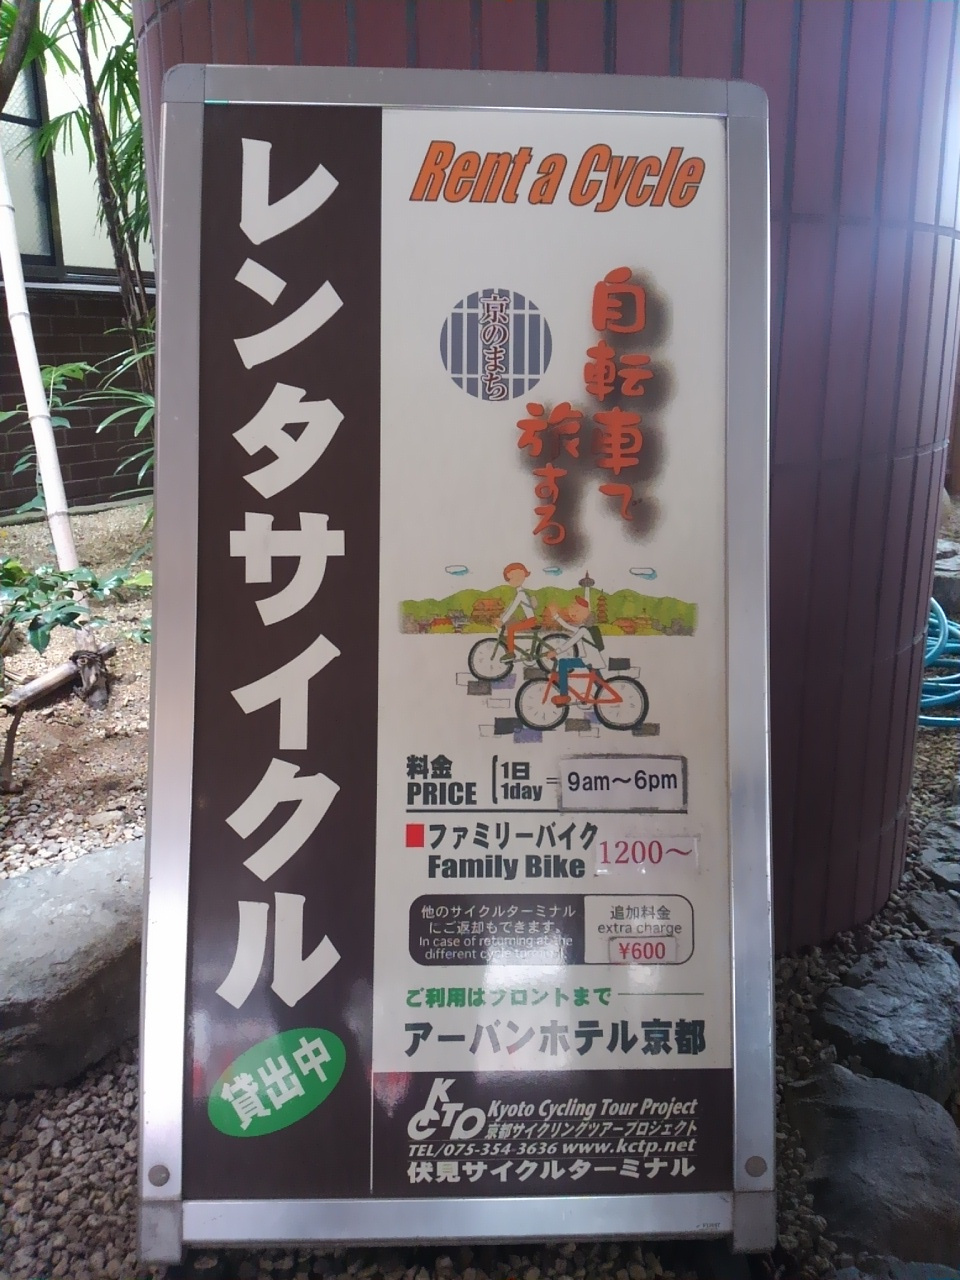 レンタサイクル
貸出中
Rent a Cycle
京のまち
自転車で
旅する
料金 1日
PRICE 1day = 9am～6pm
ファミリーバイク
Family Bike 1200～
他のサイクルターミナル
にご返却もできます。
In case of returning at the
different cycle terminal.
追加料金
extra charge
¥600
ご利用はフロントまで
アーバンホテル京都
KCTP
Kyoto Cycling Tour Project
京都サイクリングツアープロジェクト
TEL/075-354 3636 www.kctp.net
伏見サイクルターミナル